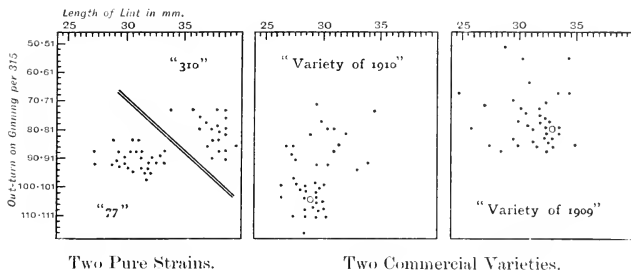 Length of Lint in mm.
25 30 35 25 30 35 25 30 35
Out-turn on Ginning per 315
50·51
60·61
70·71
80·81
90·91
100·101
110·111
"310"
"77"
"Variety of 1910"
"Variety of 1909"
Two Pure Strains.
Two Commercial Varieties.